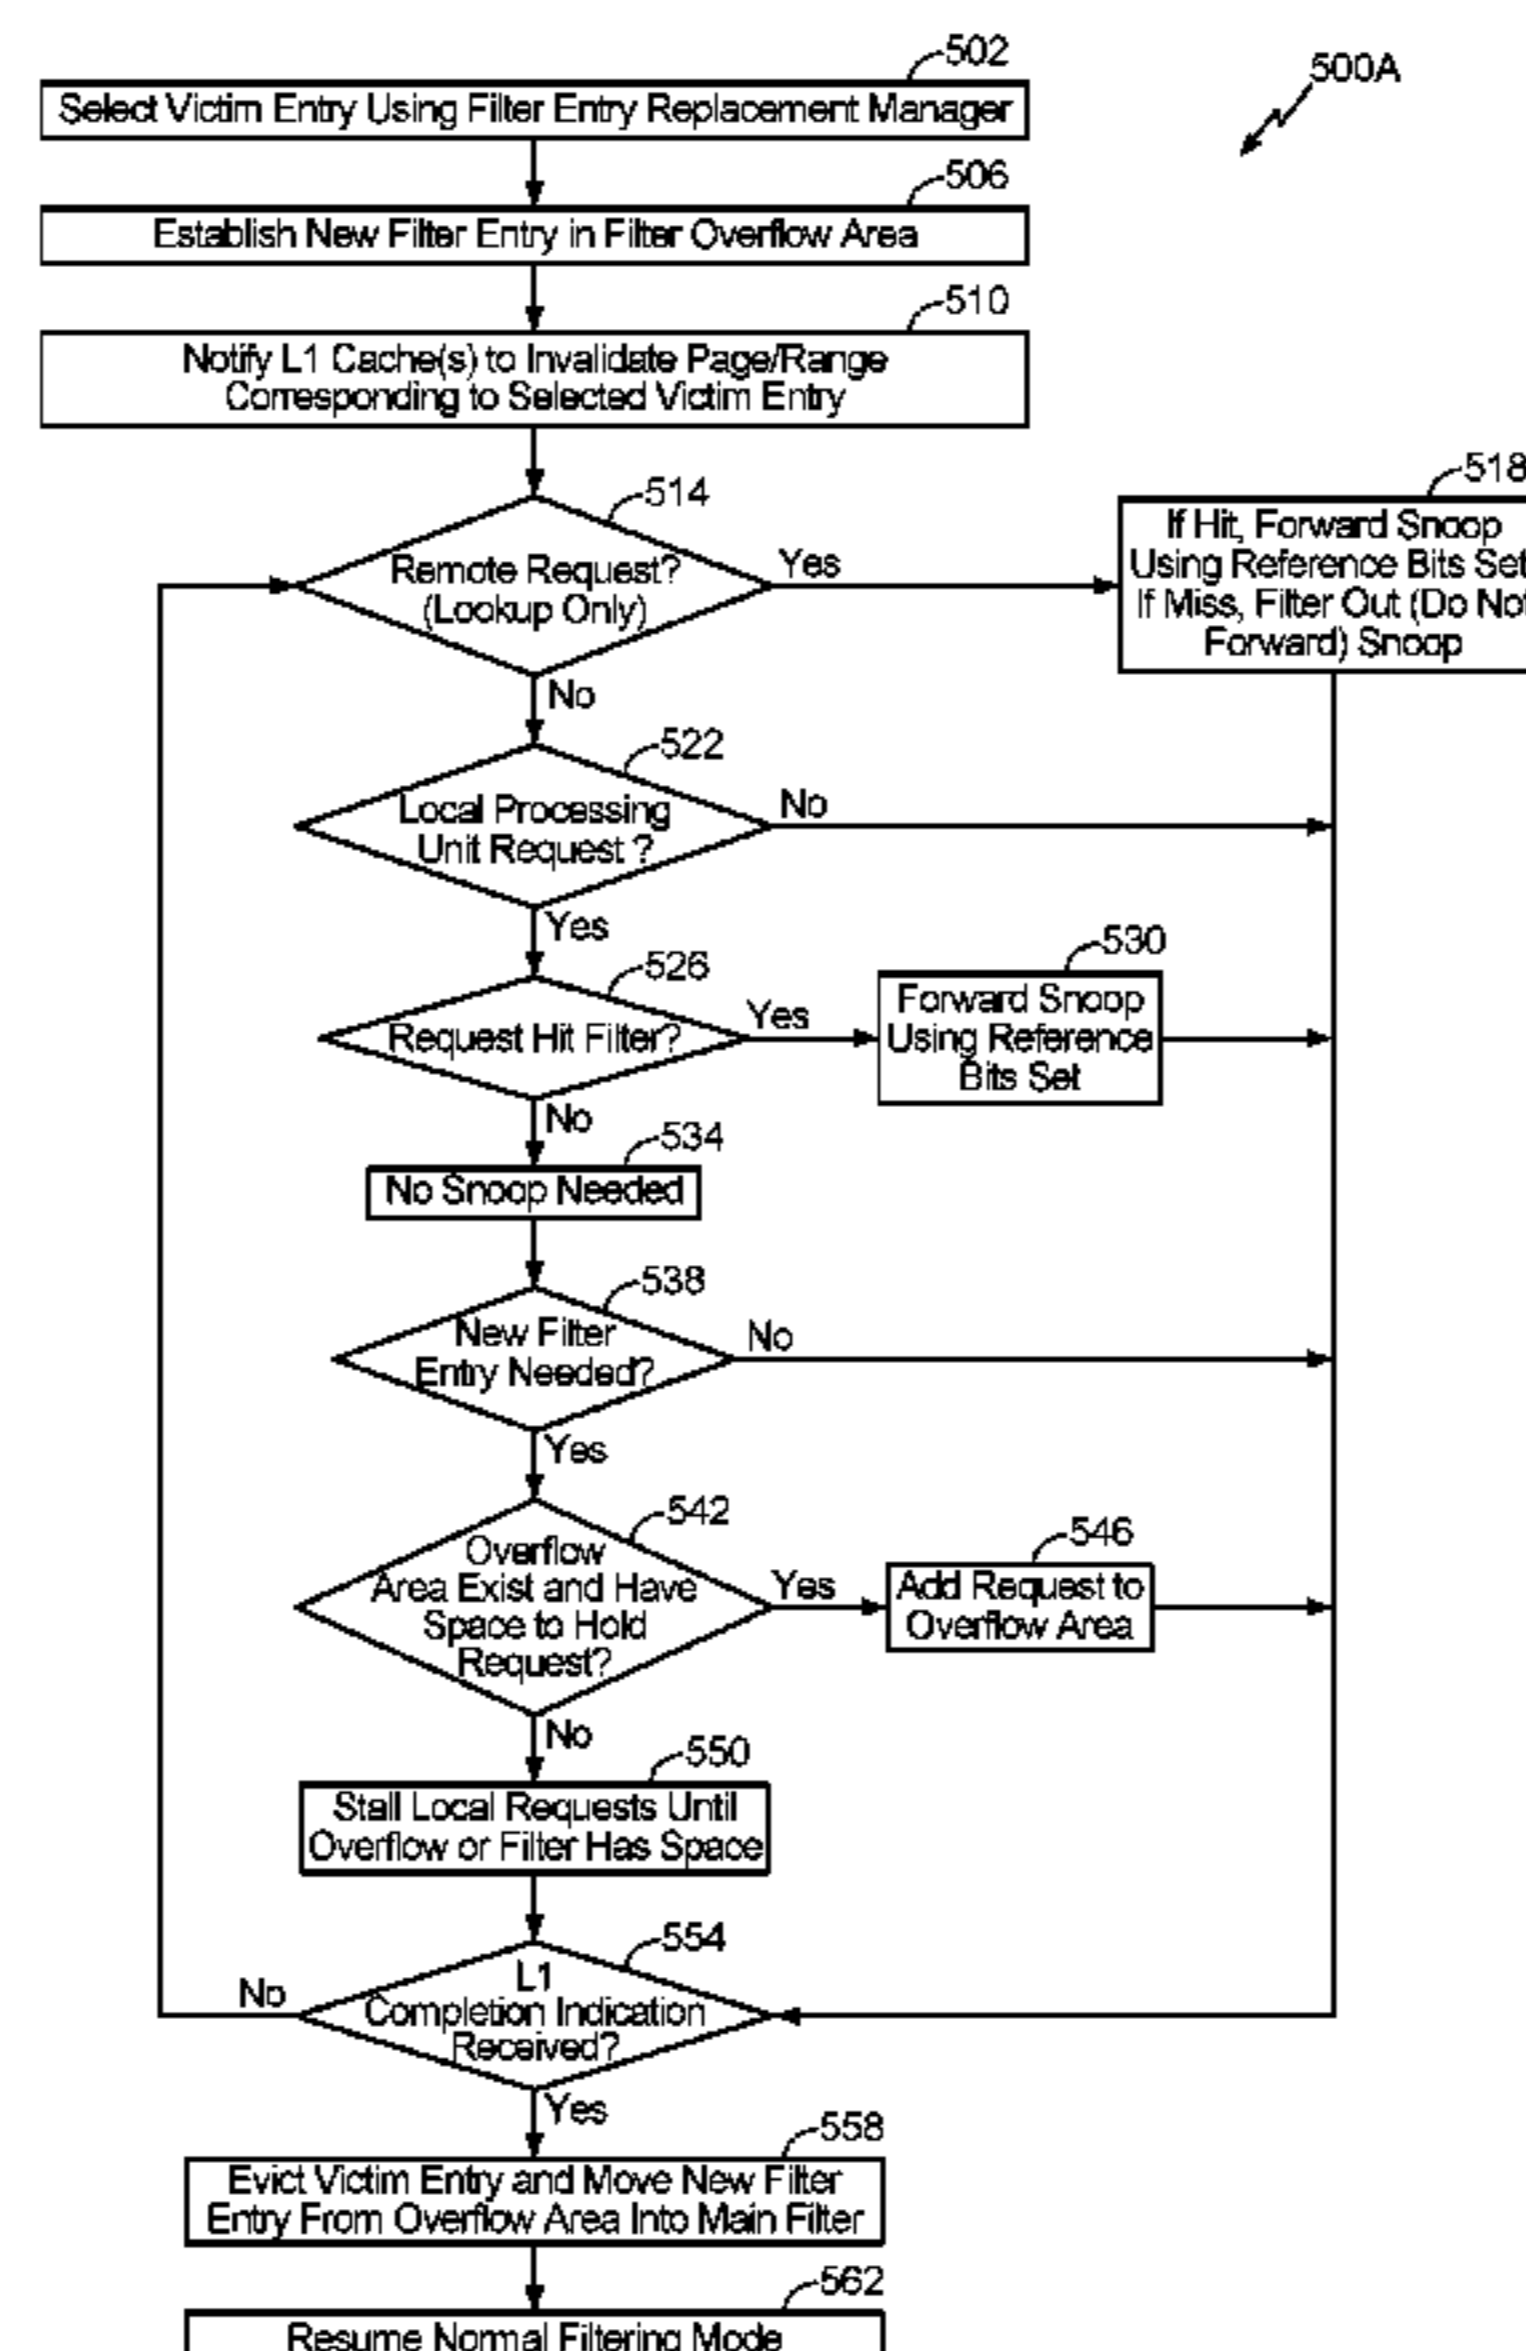 502
500A
Select Victim Entry Using Filter Entry Replacement Manager
506
Establish New Filter Entry in Filter Overflow Area
510
Notify L1 Cache(s) to Invalidate Page/Range
Corresponding to Selected Victim Entry
514
Remote Request?
(Lookup Only)
Yes
No
518
If Hit, Forward Snoop
Using Reference Bits Set
If Miss, Filter Out (Do Not
Forward) Snoop
522
Local Processing
Unit Request ?
No
Yes
526
Request Hit Filter?
Yes
No
530
Forward Snoop
Using Reference
Bits Set
534
No Snoop Needed
538
New Filter
Entry Needed?
No
Yes
542
Overflow
Area Exist and Have
Space to Hold
Request?
Yes
No
546
Add Request to
Overflow Area
550
Stall Local Requests Until
Overflow or Filter Has Space
554
L1
Completion Indication
Received?
No
Yes
558
Evict Victim Entry and Move New Filter
Entry From Overflow Area Into Main Filter
562
Resume Normal Filtering Mode